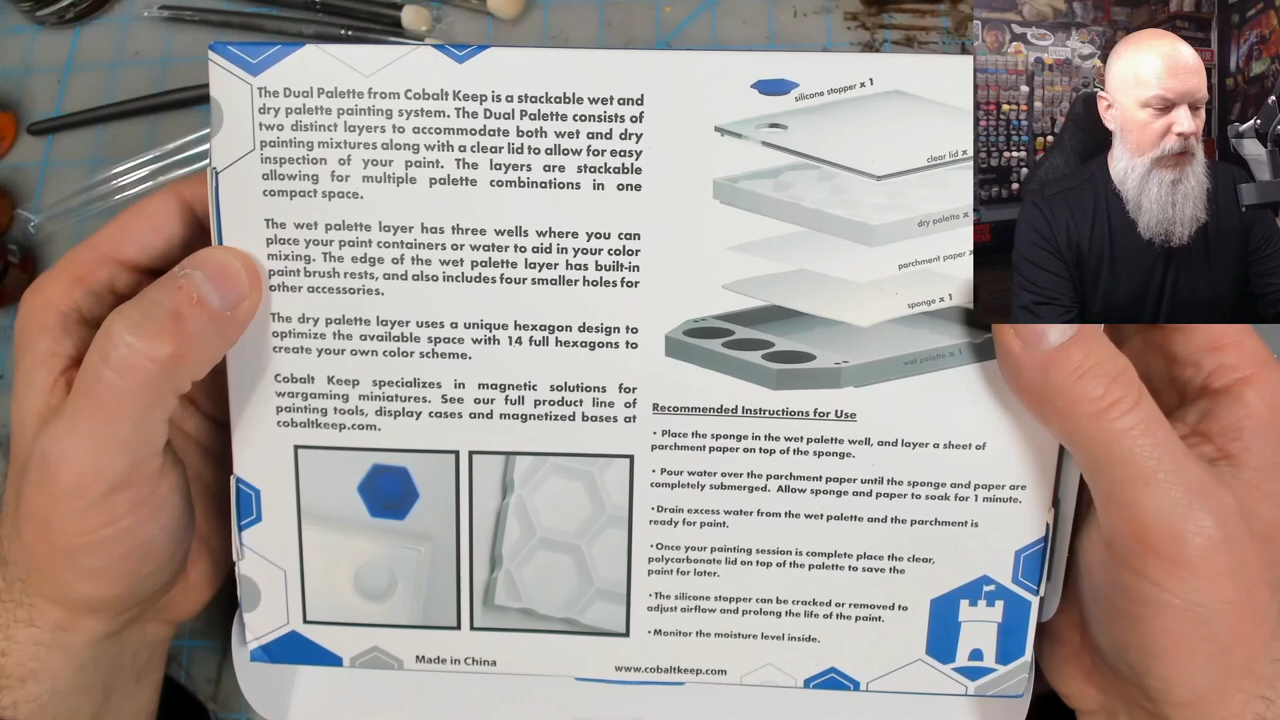 The Dual Palette from Cobalt Keep is a stackable wet and
dry palette painting system. The Dual Palette consists of
two distinct layers to accommodate both wet and dry
painting mixtures along with a clear lid to allow for easy
inspection of your paint. The layers are stackable
allowing for multiple palette combinations in one
compact space.
The wet palette layer has three wells where you can
place your paint containers or water to aid in your color
mixing. The edge of the wet palette layer has built-in
paint brush rests, and also includes four smaller holes for
other accessories.
The dry palette layer uses a unique hexagon design to
optimize the available space with 14 full hexagons to
create your own color scheme.
Cobalt Keep specializes in magnetic solutions for
wargaming miniatures. See our full product line of
painting tools, display cases and magnetized bases at
cobaltkeep.com.
silicone stopper x 1
clear lid x
dry palette x
parchment paper x
sponge x 1
wet palette x 1
Recommended Instructions for Use
• Place the sponge in the wet palette well, and layer a sheet of
parchment paper on top of the sponge.
• Pour water over the parchment paper until the sponge and paper are
completely submerged. Allow sponge and paper to soak for 1 minute.
•Drain excess water from the wet palette and the parchment is
ready for paint.
•Once your painting session is complete place the clear,
polycarbonate lid on top of the palette to save the
paint for later.
•The silicone stopper can be cracked or removed to
adjust airflow and prolong the life of the paint.
•Monitor the moisture level inside.
Made in China
www.cobaltkeep.com